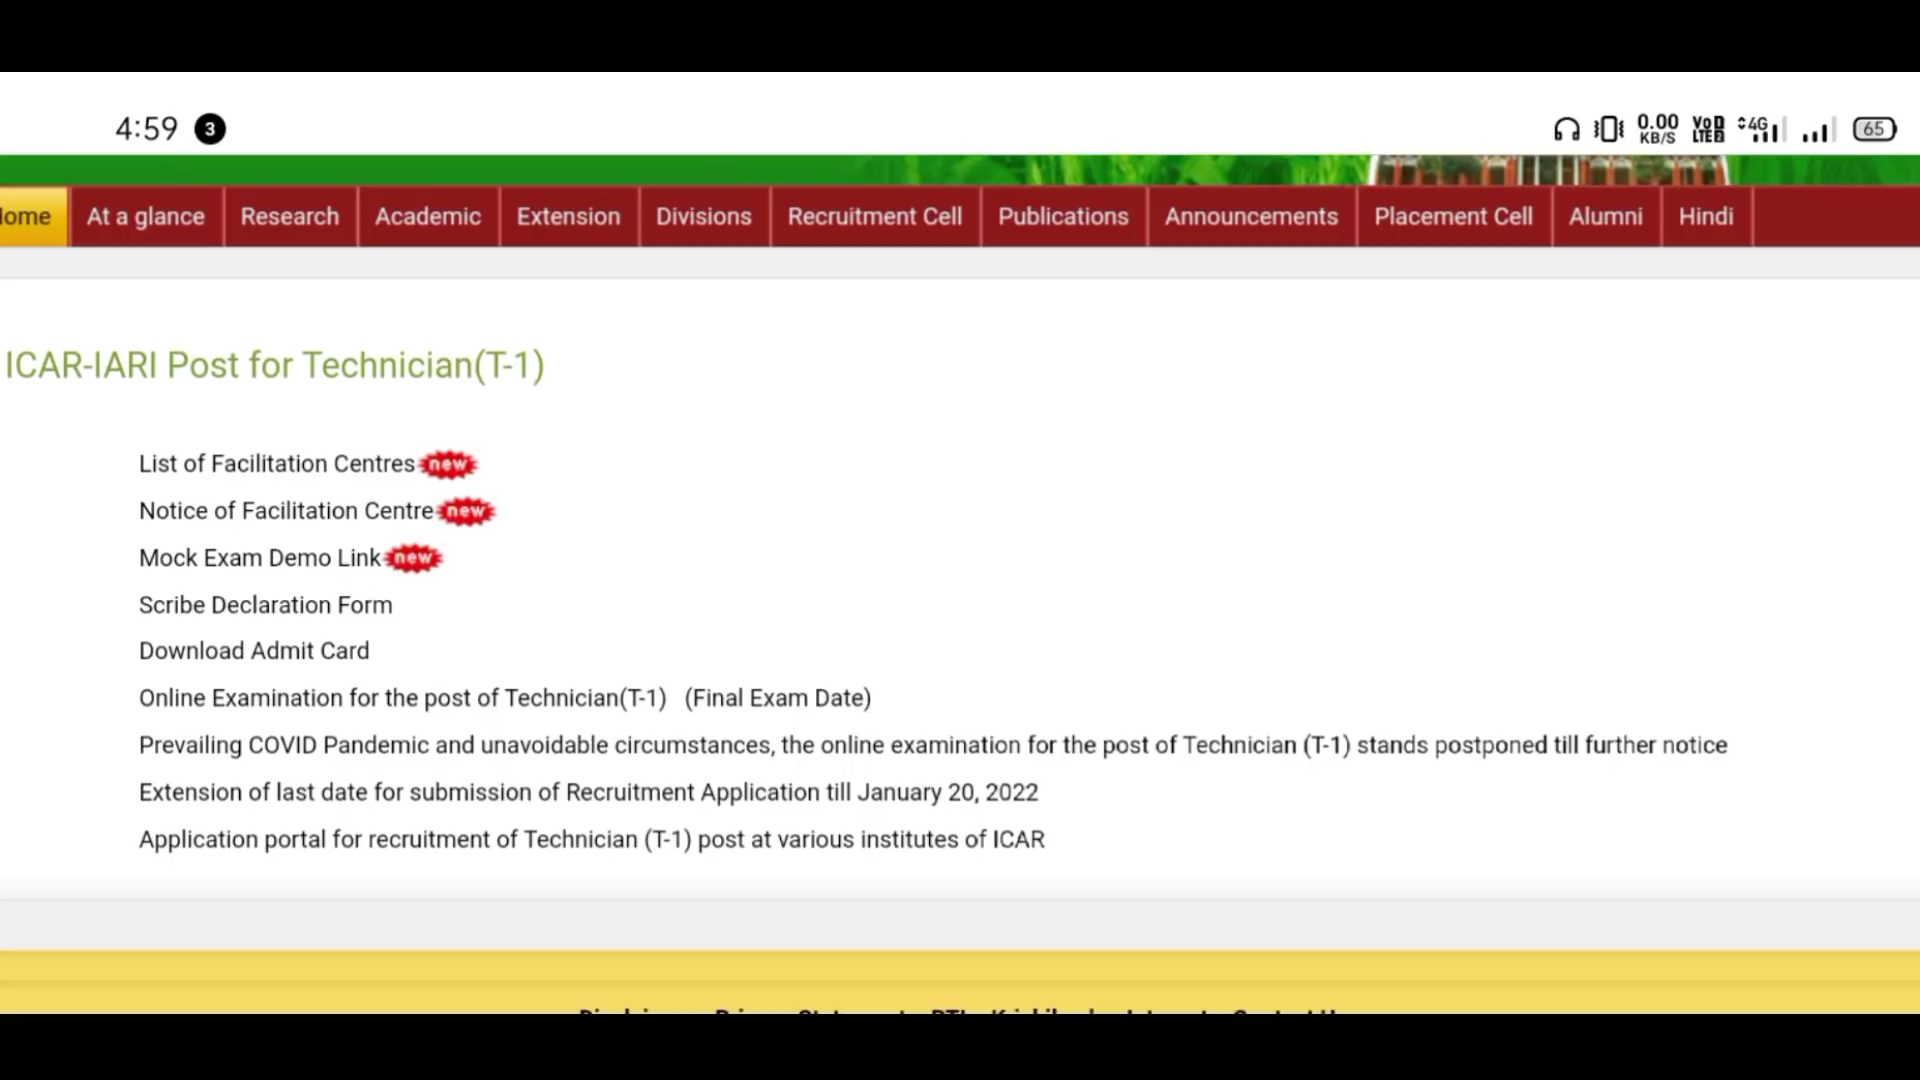 4:59 3 0.00 KB/S Vo LTE 4G 65
At a glance Research Academic Extension Divisions Recruitment Cell Publications Announcements Placement Cell Alumni Hindi
ICAR-IARI Post for Technician(T-1)
List of Facilitation Centres new
Notice of Facilitation Centre new
Mock Exam Demo Link new
Scribe Declaration Form
Download Admit Card
Online Examination for the post of Technician(T-1) (Final Exam Date)
Prevailing COVID Pandemic and unavoidable circumstances, the online examination for the post of Technician (T-1) stands postponed till further notice
Extension of last date for submission of Recruitment Application till January 20, 2022
Application portal for recruitment of Technician (T-1) post at various institutes of ICAR